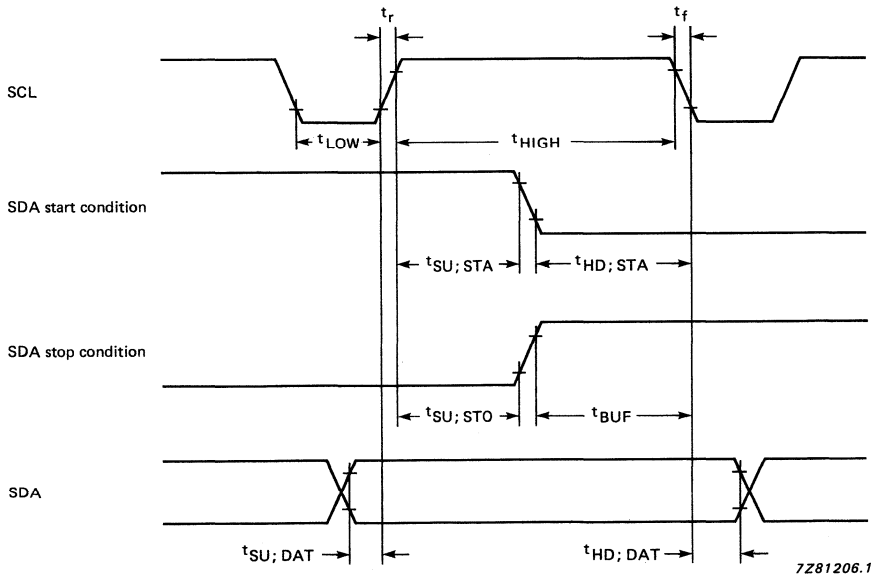 tr tf
SCL
tLOW tHIGH
SDA start condition
tSU; STA tHD; STA
SDA stop condition
tSU; STO tBUF
SDA
tSU; DAT tHD; DAT
7Z81206.1